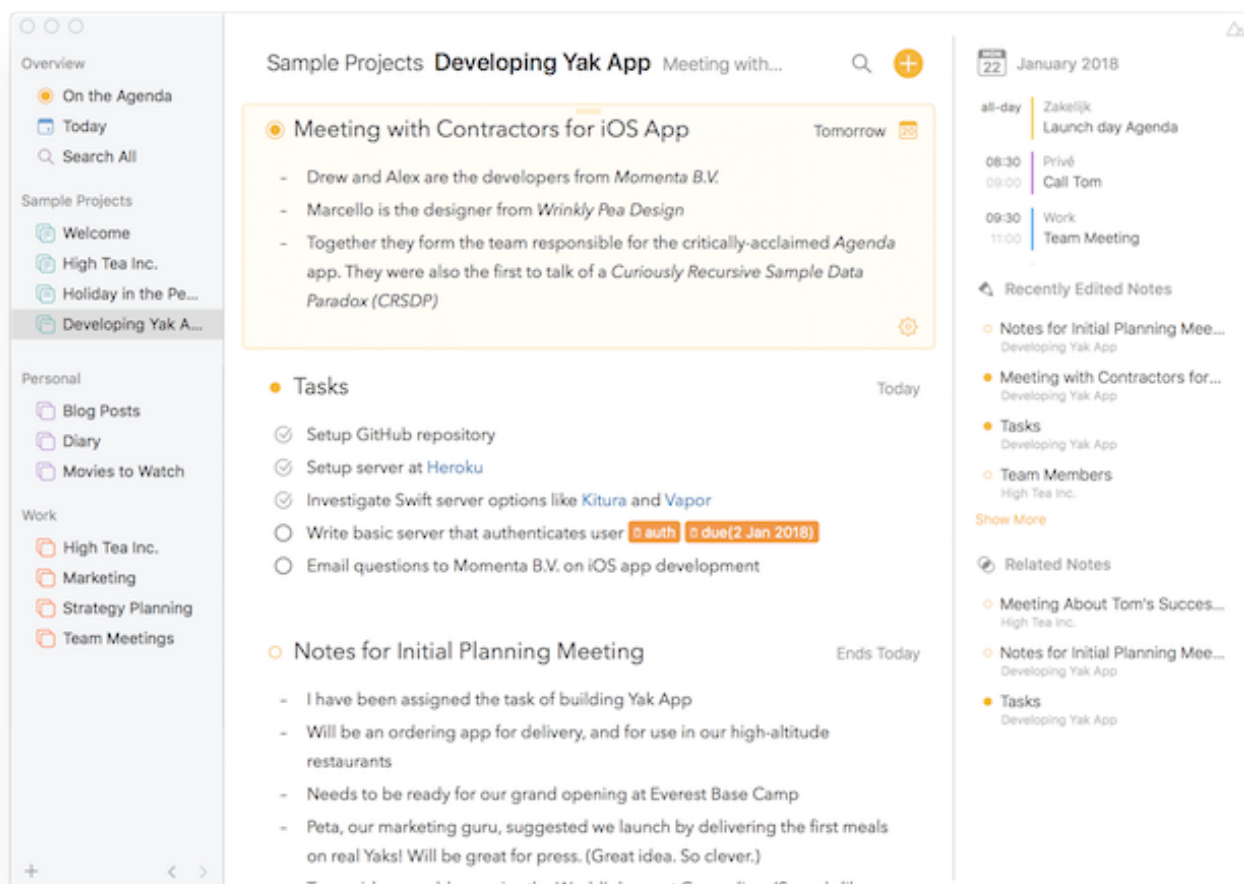 Overview
On the Agenda
Today
Search All
Sample Projects
Welcome
High Tea Inc.
Holiday in the Pe...
Developing Yak A...
Personal
Blog Posts
Diary
Movies to Watch
Work
High Tea Inc.
Marketing
Strategy Planning
Team Meetings
Sample Projects Developing Yak App Meeting with...
Meeting with Contractors for iOS App Tomorrow 20
- Drew and Alex are the developers from Momenta B.V.
- Marcello is the designer from Wrinkly Pea Design
- Together they form the team responsible for the critically-acclaimed Agenda
app. They were also the first to talk of a Curiously Recursive Sample Data
Paradox (CRSDP)
Tasks Today
Setup GitHub repository
Setup server at Heroku
Investigate Swift server options like Kitura and Vapor
Write basic server that authenticates user auth due(2 Jan 2018)
Email questions to Momenta B.V. on iOS app development
Notes for Initial Planning Meeting Ends Today
- I have been assigned the task of building Yak App
- Will be an ordering app for delivery, and for use in our high-altitude
restaurants
- Needs to be ready for our grand opening at Everest Base Camp
- Peta, our marketing guru, suggested we launch by delivering the first meals
on real Yaks! Will be great for press. (Great idea. So clever.)
MON
22 January 2018
all-day Zakelijk
Launch day Agenda
08:30 Privé
09:00 Call Tom
09:30 Work
11:00 Team Meeting
Recently Edited Notes
Notes for Initial Planning Mee...
Developing Yak App
Meeting with Contractors for...
Developing Yak App
Tasks
Developing Yak App
Team Members
High Tea Inc.
Show More
Related Notes
Meeting About Tom's Succes...
High Tea Inc.
Notes for Initial Planning Mee...
Developing Yak App
Tasks
Developing Yak App